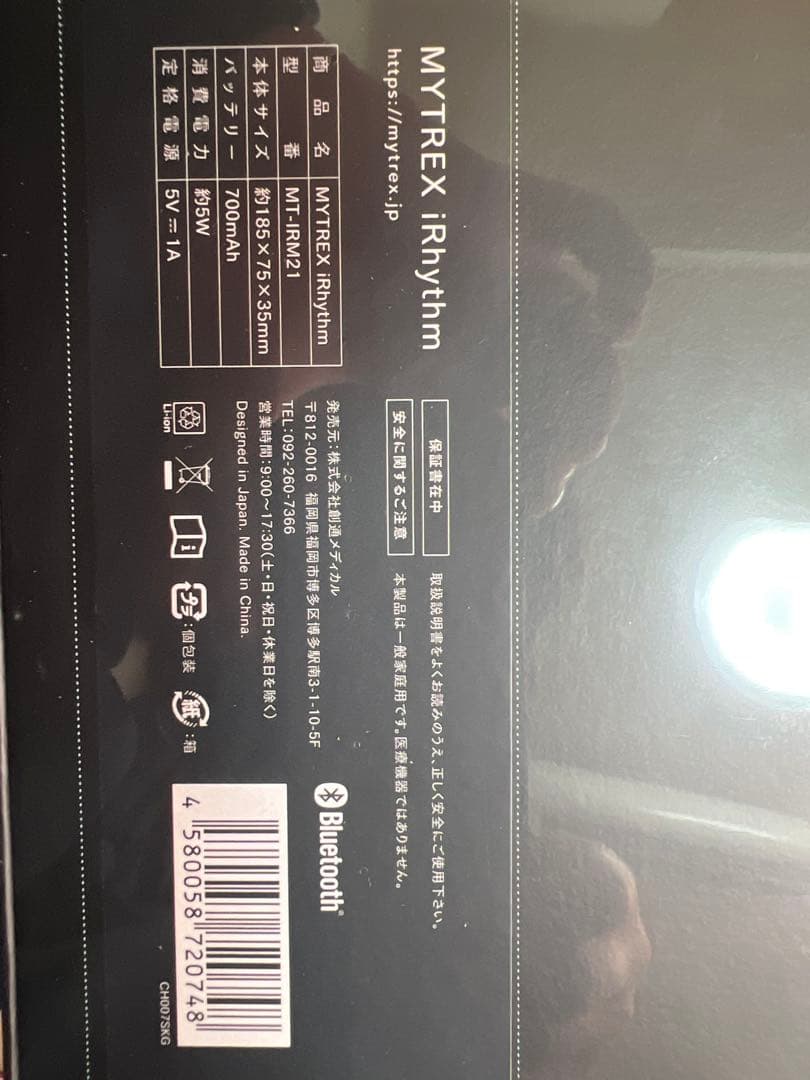 MYTREX iRhythm
https://mytrex.jp
商品名 MYTREX iRhythm
型番 MT-IRM21
本体サイズ 約185×75×35mm
バッテリー 700mAh
消費電力 約5W
定格電源 5V⎓1A
保証書在中 取扱説明書をよくお読みのうえ、正しく安全にご使用下さい。
安全に関するご注意 本製品は一般家庭用です。医療機器ではありません。
発売元:株式会社創通メディカル
〒812-0016 福岡県福岡市博多区博多駅南3-1-10-5F
TEL:092-260-7366
営業時間:9:00〜17:30(土・日・祝日・休業日を除く)
Designed in Japan. Made in China.
Li-ion
プラ:個包装
紙:箱
Bluetooth®
4 580058 720748
CH007SKG